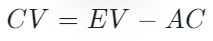 CV = EV − AC